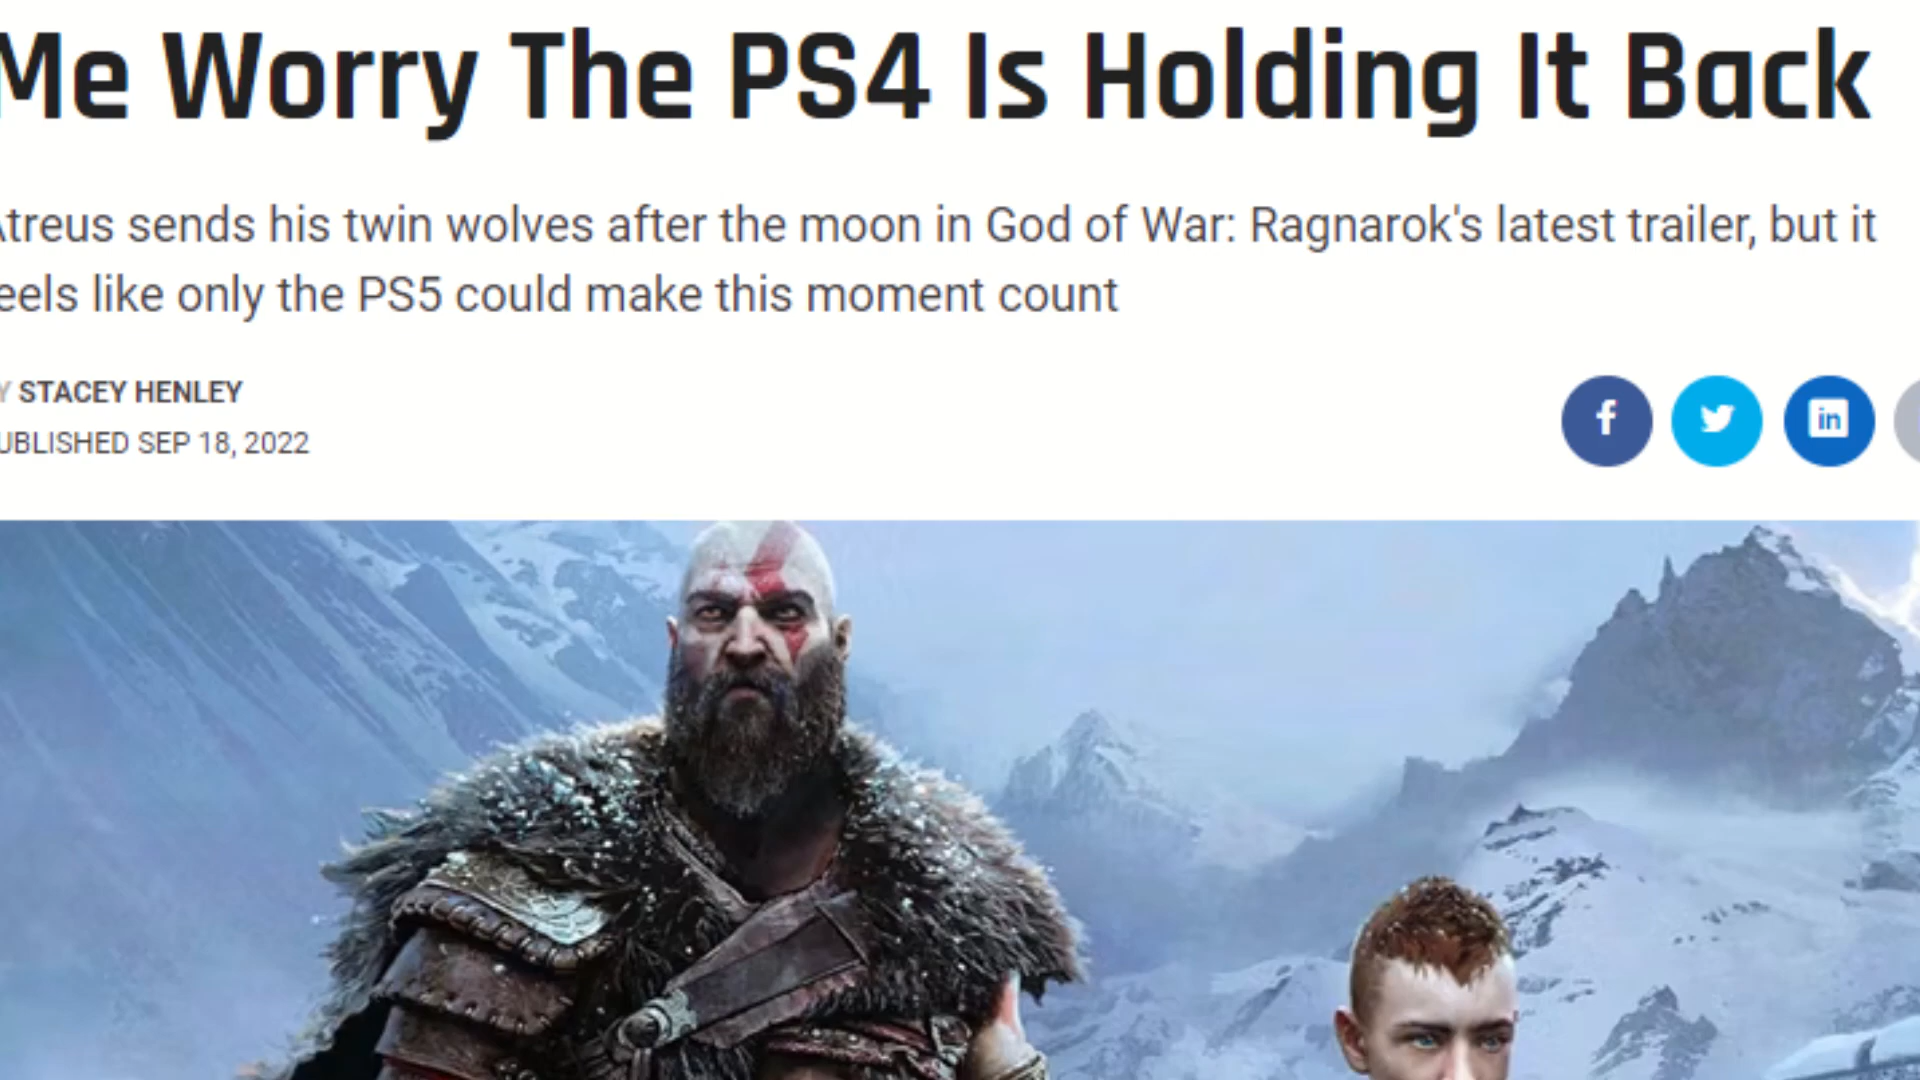 Me Worry The PS4 Is Holding It Back
Atreus sends his twin wolves after the moon in God of War: Ragnarok's latest trailer, but it
eels like only the PS5 could make this moment count
Y STACEY HENLEY
UBLISHED SEP 18, 2022
f
in